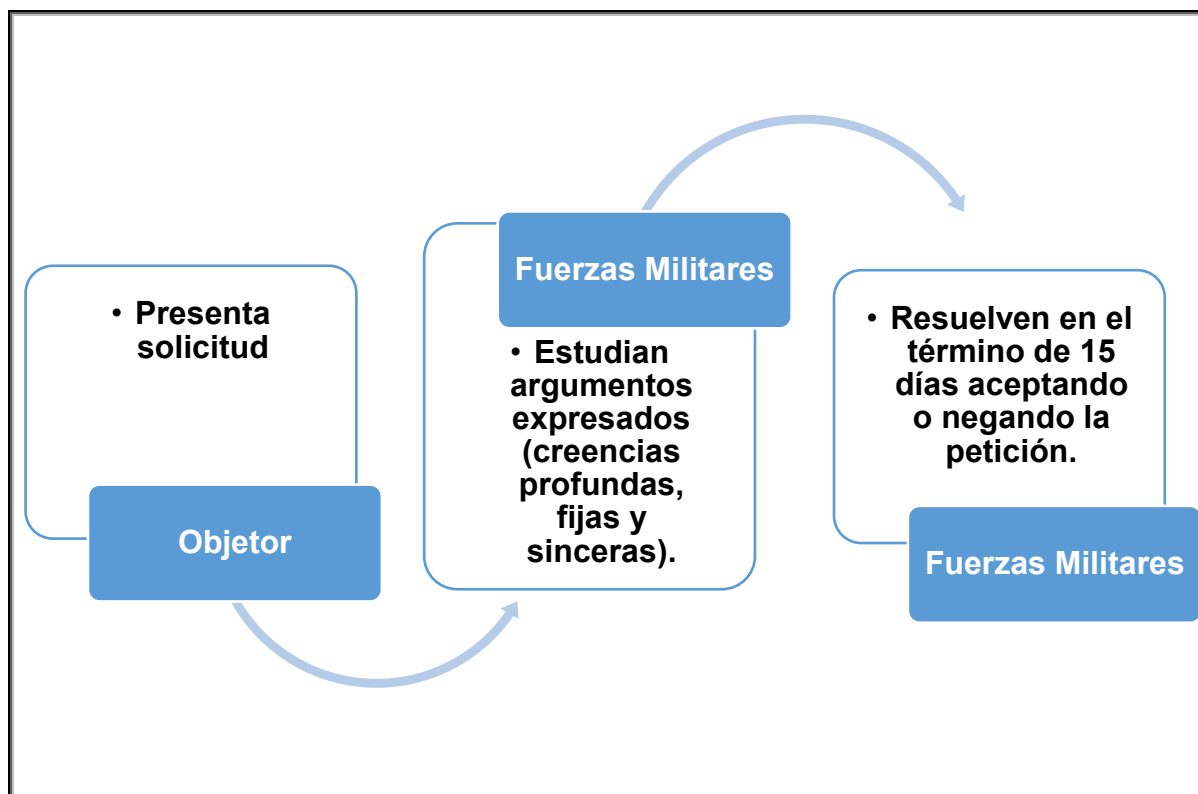 • Presenta
solicitud
Objetor
Fuerzas Militares
• Estudian
argumentos
expresados
(creencias
profundas,
fijas y
sinceras).
• Resuelven en el
término de 15
días aceptando
o negando la
petición.
Fuerzas Militares